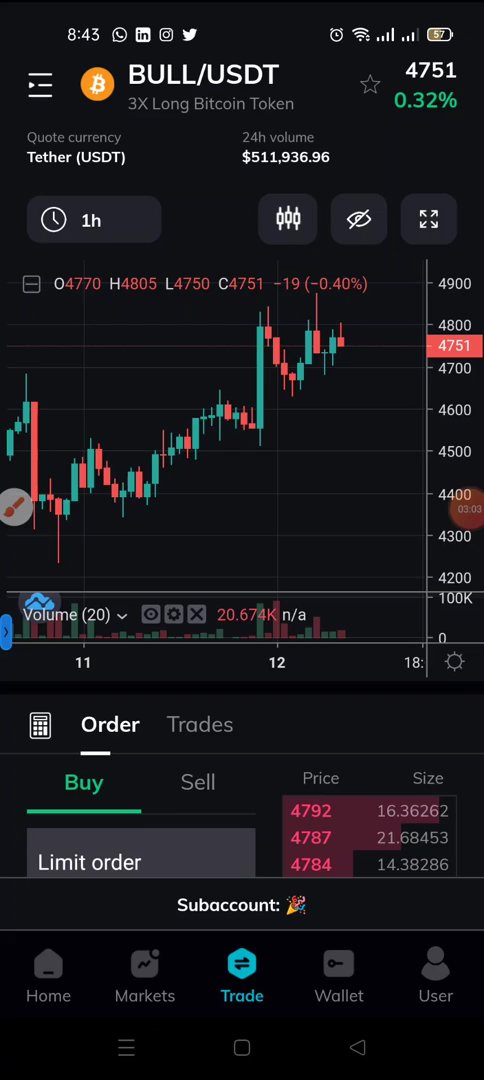 8:43
57
BULL/USDT
3X Long Bitcoin Token
4751
0.32%
Quote currency
Tether (USDT)
24h volume
$511,936.96
1h
O4770 H4805 L4750 C4751 −19 (−0.40%)
4900
4800
4751
4700
4600
4500
4400
03:03
4300
4200
Volume (20) 20.674K n/a
100K
0
11
12
18:
Order
Trades
Buy
Sell
Price
Size
4792 16.36262
4787 21.68453
4784 14.38286
Limit order
Subaccount: 🎉
Home
Markets
Trade
Wallet
User